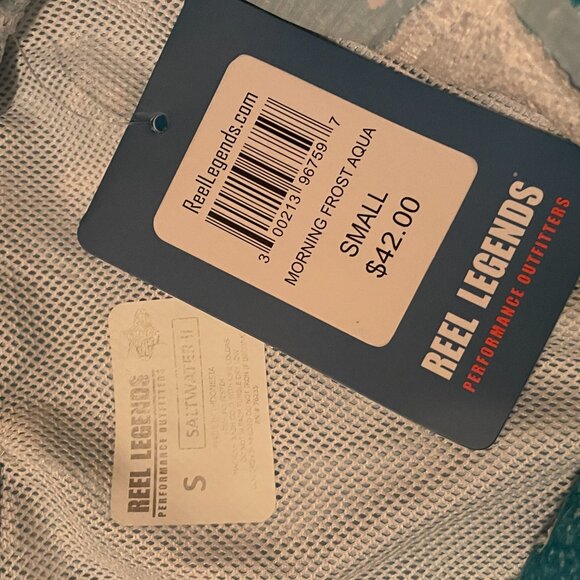 ReelLegends.com
3 00213 96759 7
MORNING FROST AQUA
SMALL
$42.00
REEL LEGENDS
PERFORMANCE OUTFITTERS
REEL LEGENDS
PERFORMANCE OUTFITTERS
S
SALTWATER II